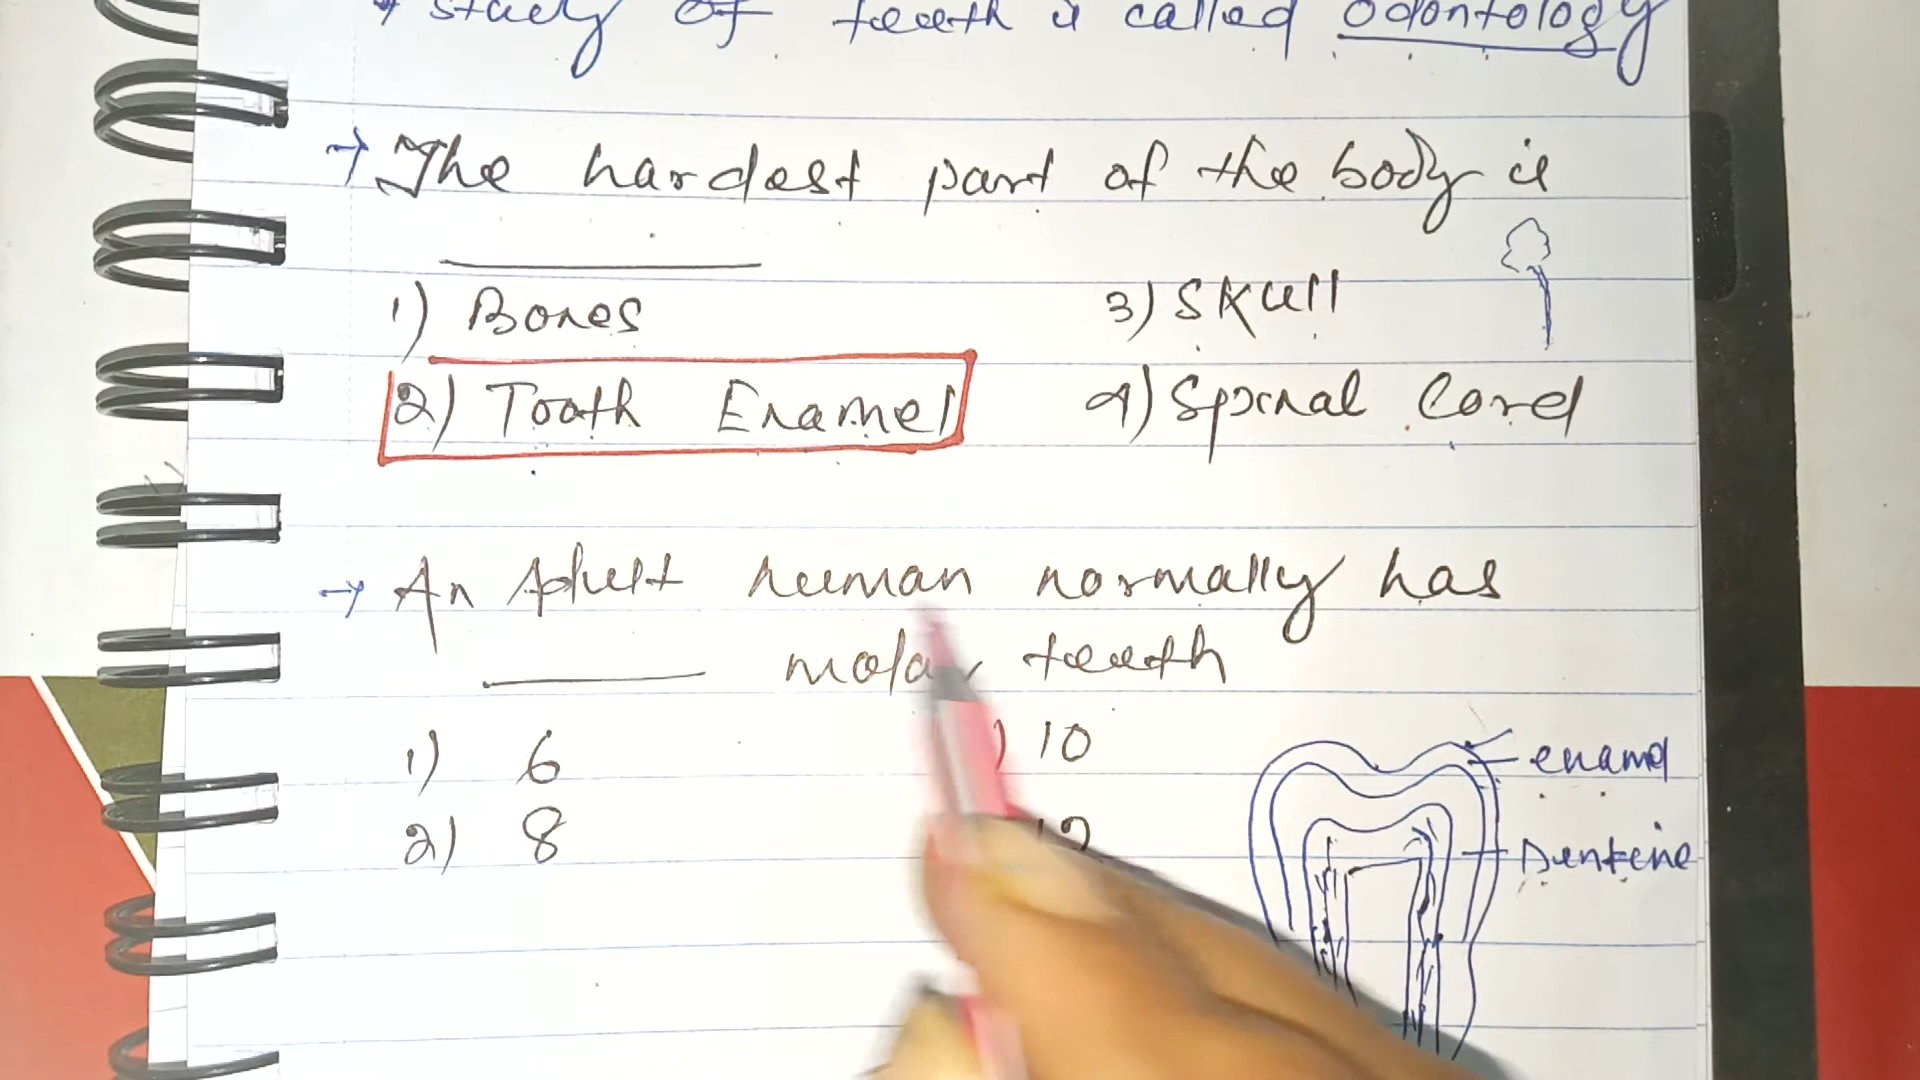 → study of teeth is called odontology
→ The hardest part of the body is
1) Bones 3) Skull
2) Tooth Enamel 4) Spinal Cord
→ An Adult human normally has
molar teeth
1) 6 ) 10
2) 8 12
enamel
Dentine